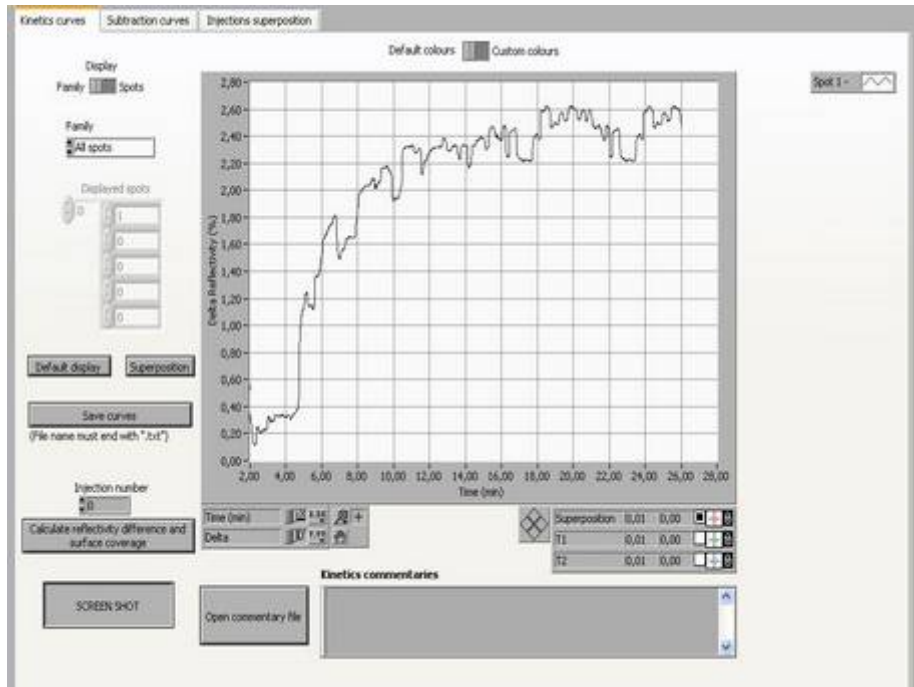 Kinetics curves
Subtraction curves
Injections superposition
Default colours
Custom colours
Display
Family
Spots
Spot 1 -
Family
All spots
Displayed spots
0
1
0
0
0
0
Default display
Superposition
Save curves
(File name must end with ".txt")
Injection number
0
Calculate reflectivity difference and
surface coverage
SCREEN SHOT
Delta Reflectivity (%)
2,80
2,60
2,40
2,20
2,00
1,80
1,60
1,40
1,20
1,00
0,80
0,60
0,40
0,20
0,00
2,00 4,00 6,00 8,00 10,00 12,00 14,00 16,00 18,00 20,00 22,00 24,00 26,00 28,00
Time (min)
Time (min)
Delta
Superposition 0,01 0,00
T1 0,01 0,00
T2 0,01 0,00
Kinetics commentaries
Open commentary file